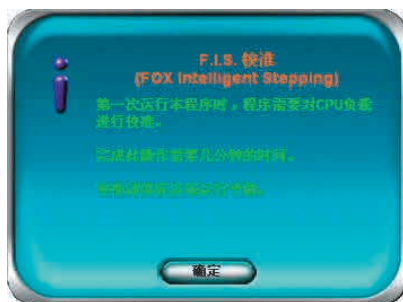 F.I.S. 校准
(FOX Intelligent Stepping)
第一次运行本程序时，程序需要对CPU负载
进行校准。
完成此操作需要几分钟的时间。
确定